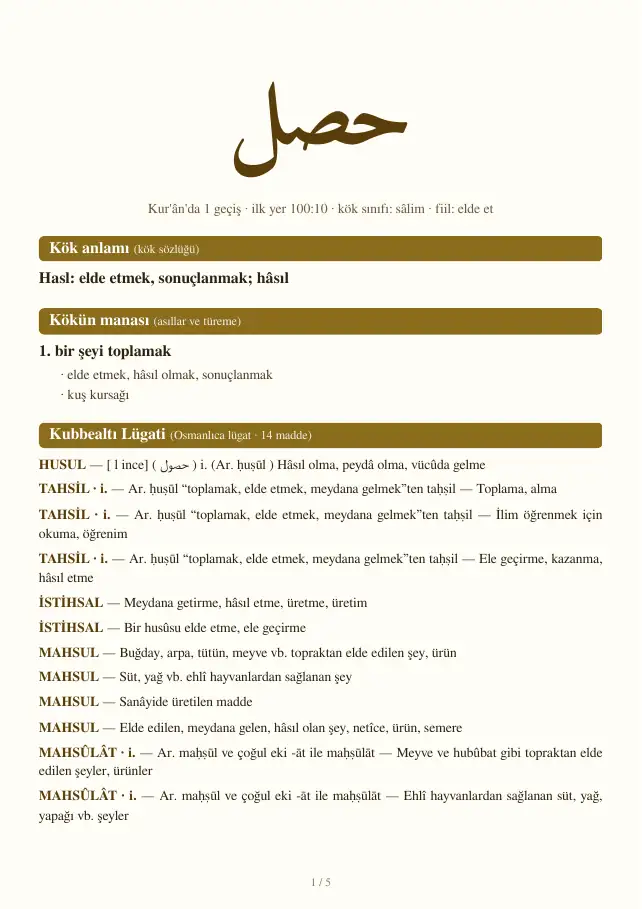 حصل
Kur'ân'da 1 geçiş · ilk yer 100:10 · kök sınıfı: sâlim · fiil: elde et
Kök anlamı (kök sözlüğü)
Hasl: elde etmek, sonuçlanmak; hâsıl
Kökün manası (asıllar ve türeme)
1. bir şeyi toplamak
· elde etmek, hâsıl olmak, sonuçlanmak
· kuş kursağı
Kubbealtı Lügati (Osmanlıca lügat · 14 madde)
HUSUL — [ l ince] ( حصول ) i. (Ar. ḥuṣūl ) Hâsıl olma, peydâ olma, vücûda gelme
TAHSİL · i. — Ar. ḥuṣūl “toplamak, elde etmek, meydana gelmek”ten taḥṣіl — Toplama, alma
TAHSİL · i. — Ar. ḥuṣūl “toplamak, elde etmek, meydana gelmek”ten taḥṣіl — İlim öğrenmek için
okuma, öğrenim
TAHSİL · i. — Ar. ḥuṣūl “toplamak, elde etmek, meydana gelmek”ten taḥṣіl — Ele geçirme, kazanma,
hâsıl etme
İSTİHSAL — Meydana getirme, hâsıl etme, üretme, üretim
İSTİHSAL — Bir husûsu elde etme, ele geçirme
MAHSUL — Buğday, arpa, tütün, meyve vb. topraktan elde edilen şey, ürün
MAHSUL — Süt, yağ vb. ehlî hayvanlardan sağlanan şey
MAHSUL — Sanâyide üretilen madde
MAHSUL — Elde edilen, meydana gelen, hâsıl olan şey, netîce, ürün, semere
MAHSÛLÂT · i. — Ar. maḥṣūl ve çoğul eki -āt ile maḥṣūlāt — Meyve ve hubûbat gibi topraktan elde
edilen şeyler, ürünler
MAHSÛLÂT · i. — Ar. maḥṣūl ve çoğul eki -āt ile maḥṣūlāt — Ehlî hayvanlardan sağlanan süt, yağ,
yapağı vb. şeyler
1 / 5